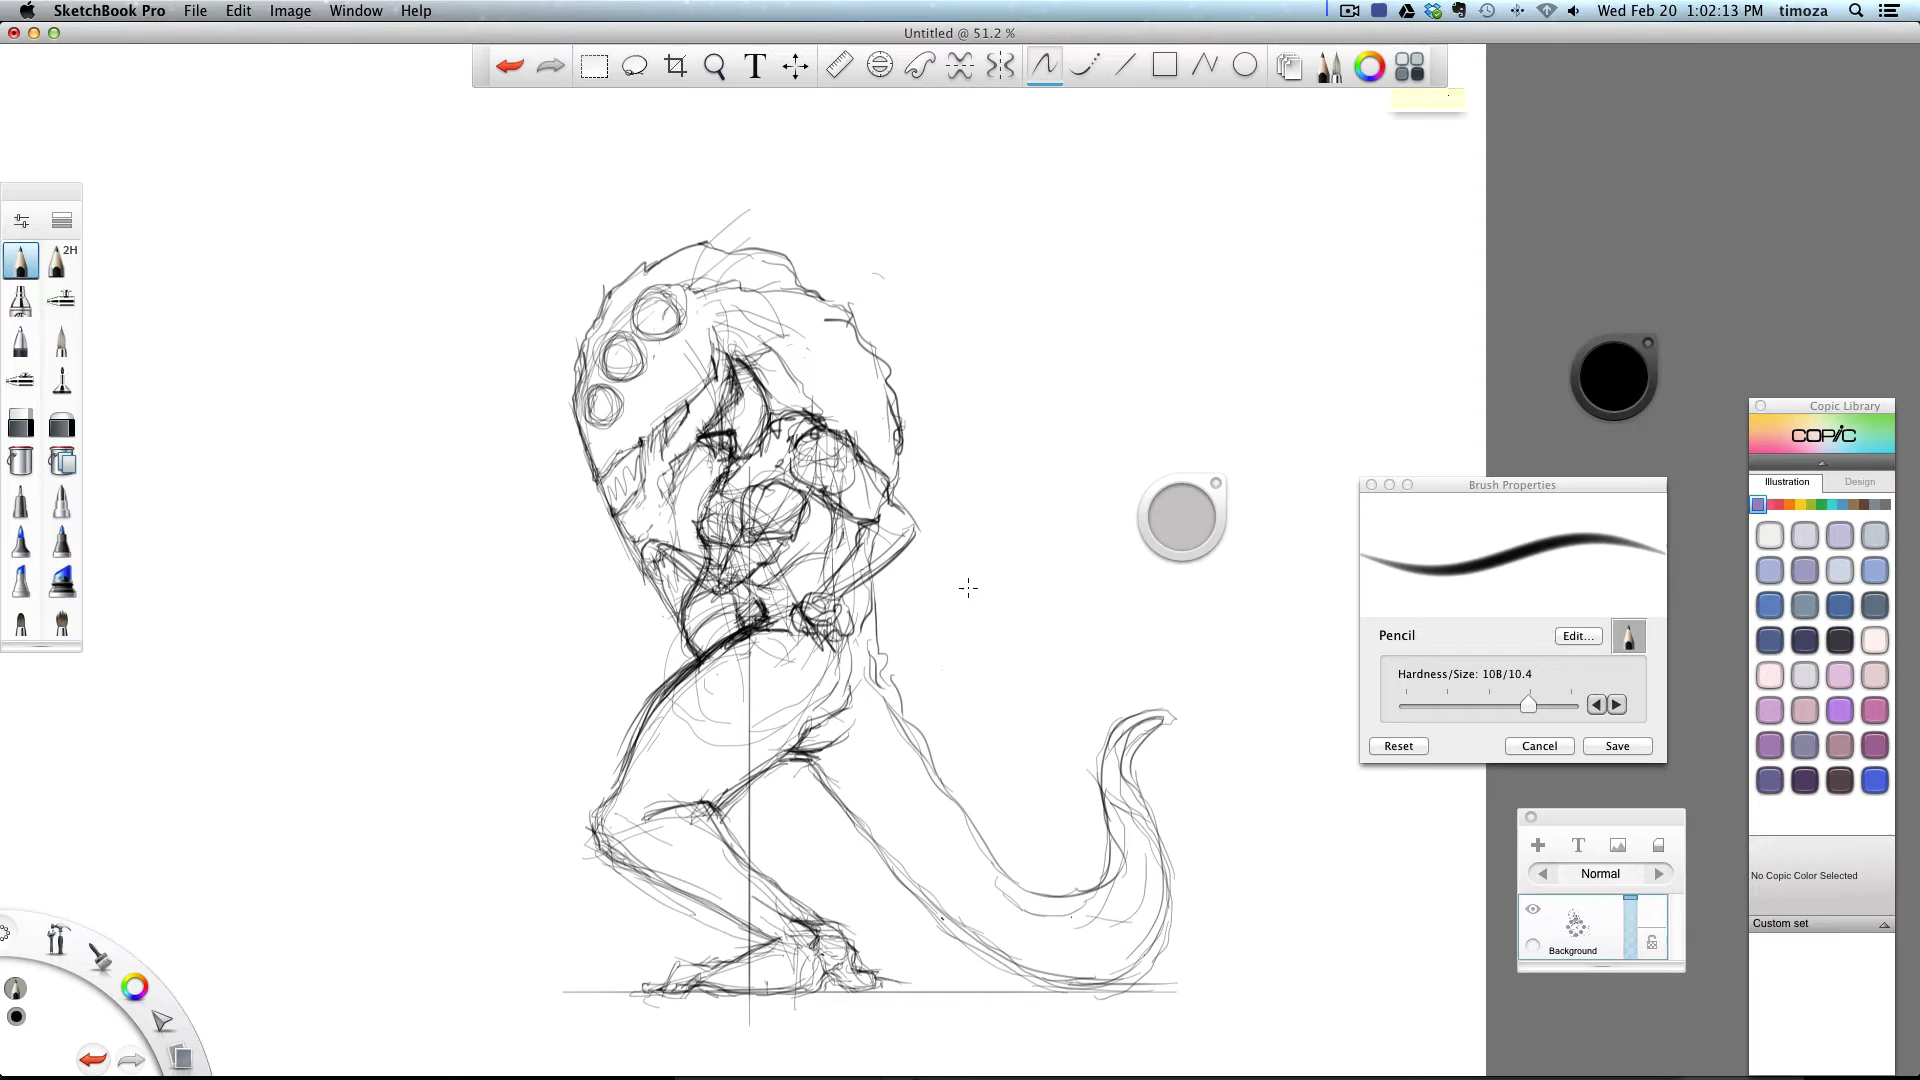 SketchBook Pro File Edit Image Window Help Wed Feb 20 1:02:13 PM timoza
Untitled @ 51.2 %
T
2H
Copic Library
COPIC
Illustration Design
Brush Properties
Pencil Edit...
Hardness/Size: 10B/10.4
Reset Cancel Save
T
Normal
Background
No Copic Color Selected
Custom set